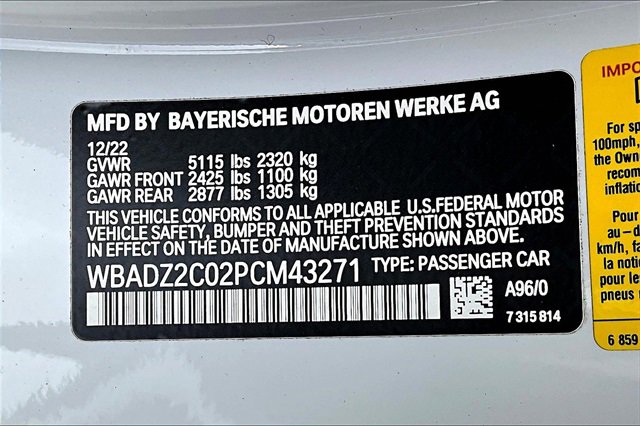 MFD BY BAYERISCHE MOTOREN WERKE AG
12/22
GVWR 5115 lbs 2320 kg
GAWR FRONT 2425 lbs 1100 kg
GAWR REAR 2877 lbs 1305 kg
THIS VEHICLE CONFORMS TO ALL APPLICABLE U.S.FEDERAL MOTOR
VEHICLE SAFETY, BUMPER AND THEFT PREVENTION STANDARDS
IN EFFECT ON THE DATE OF MANUFACTURE SHOWN ABOVE.
WBADZ2C02PCM43271 TYPE: PASSENGER CAR
A96/0
7 315 814
For sp
100mph,
the Own
recom
inflatio
Pour
au-d
km/h, fa
la notic
pour les
pneus
6 859